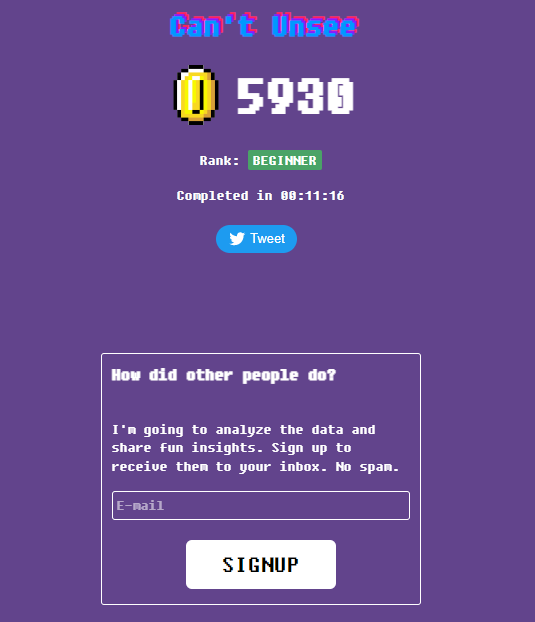 Can't Unsee
5930
Rank: BEGINNER
Completed in 00:11:16
Tweet
How did other people do?
I'm going to analyze the data and
share fun insights. Sign up to
receive them to your inbox. No spam.
E-mail
SIGNUP